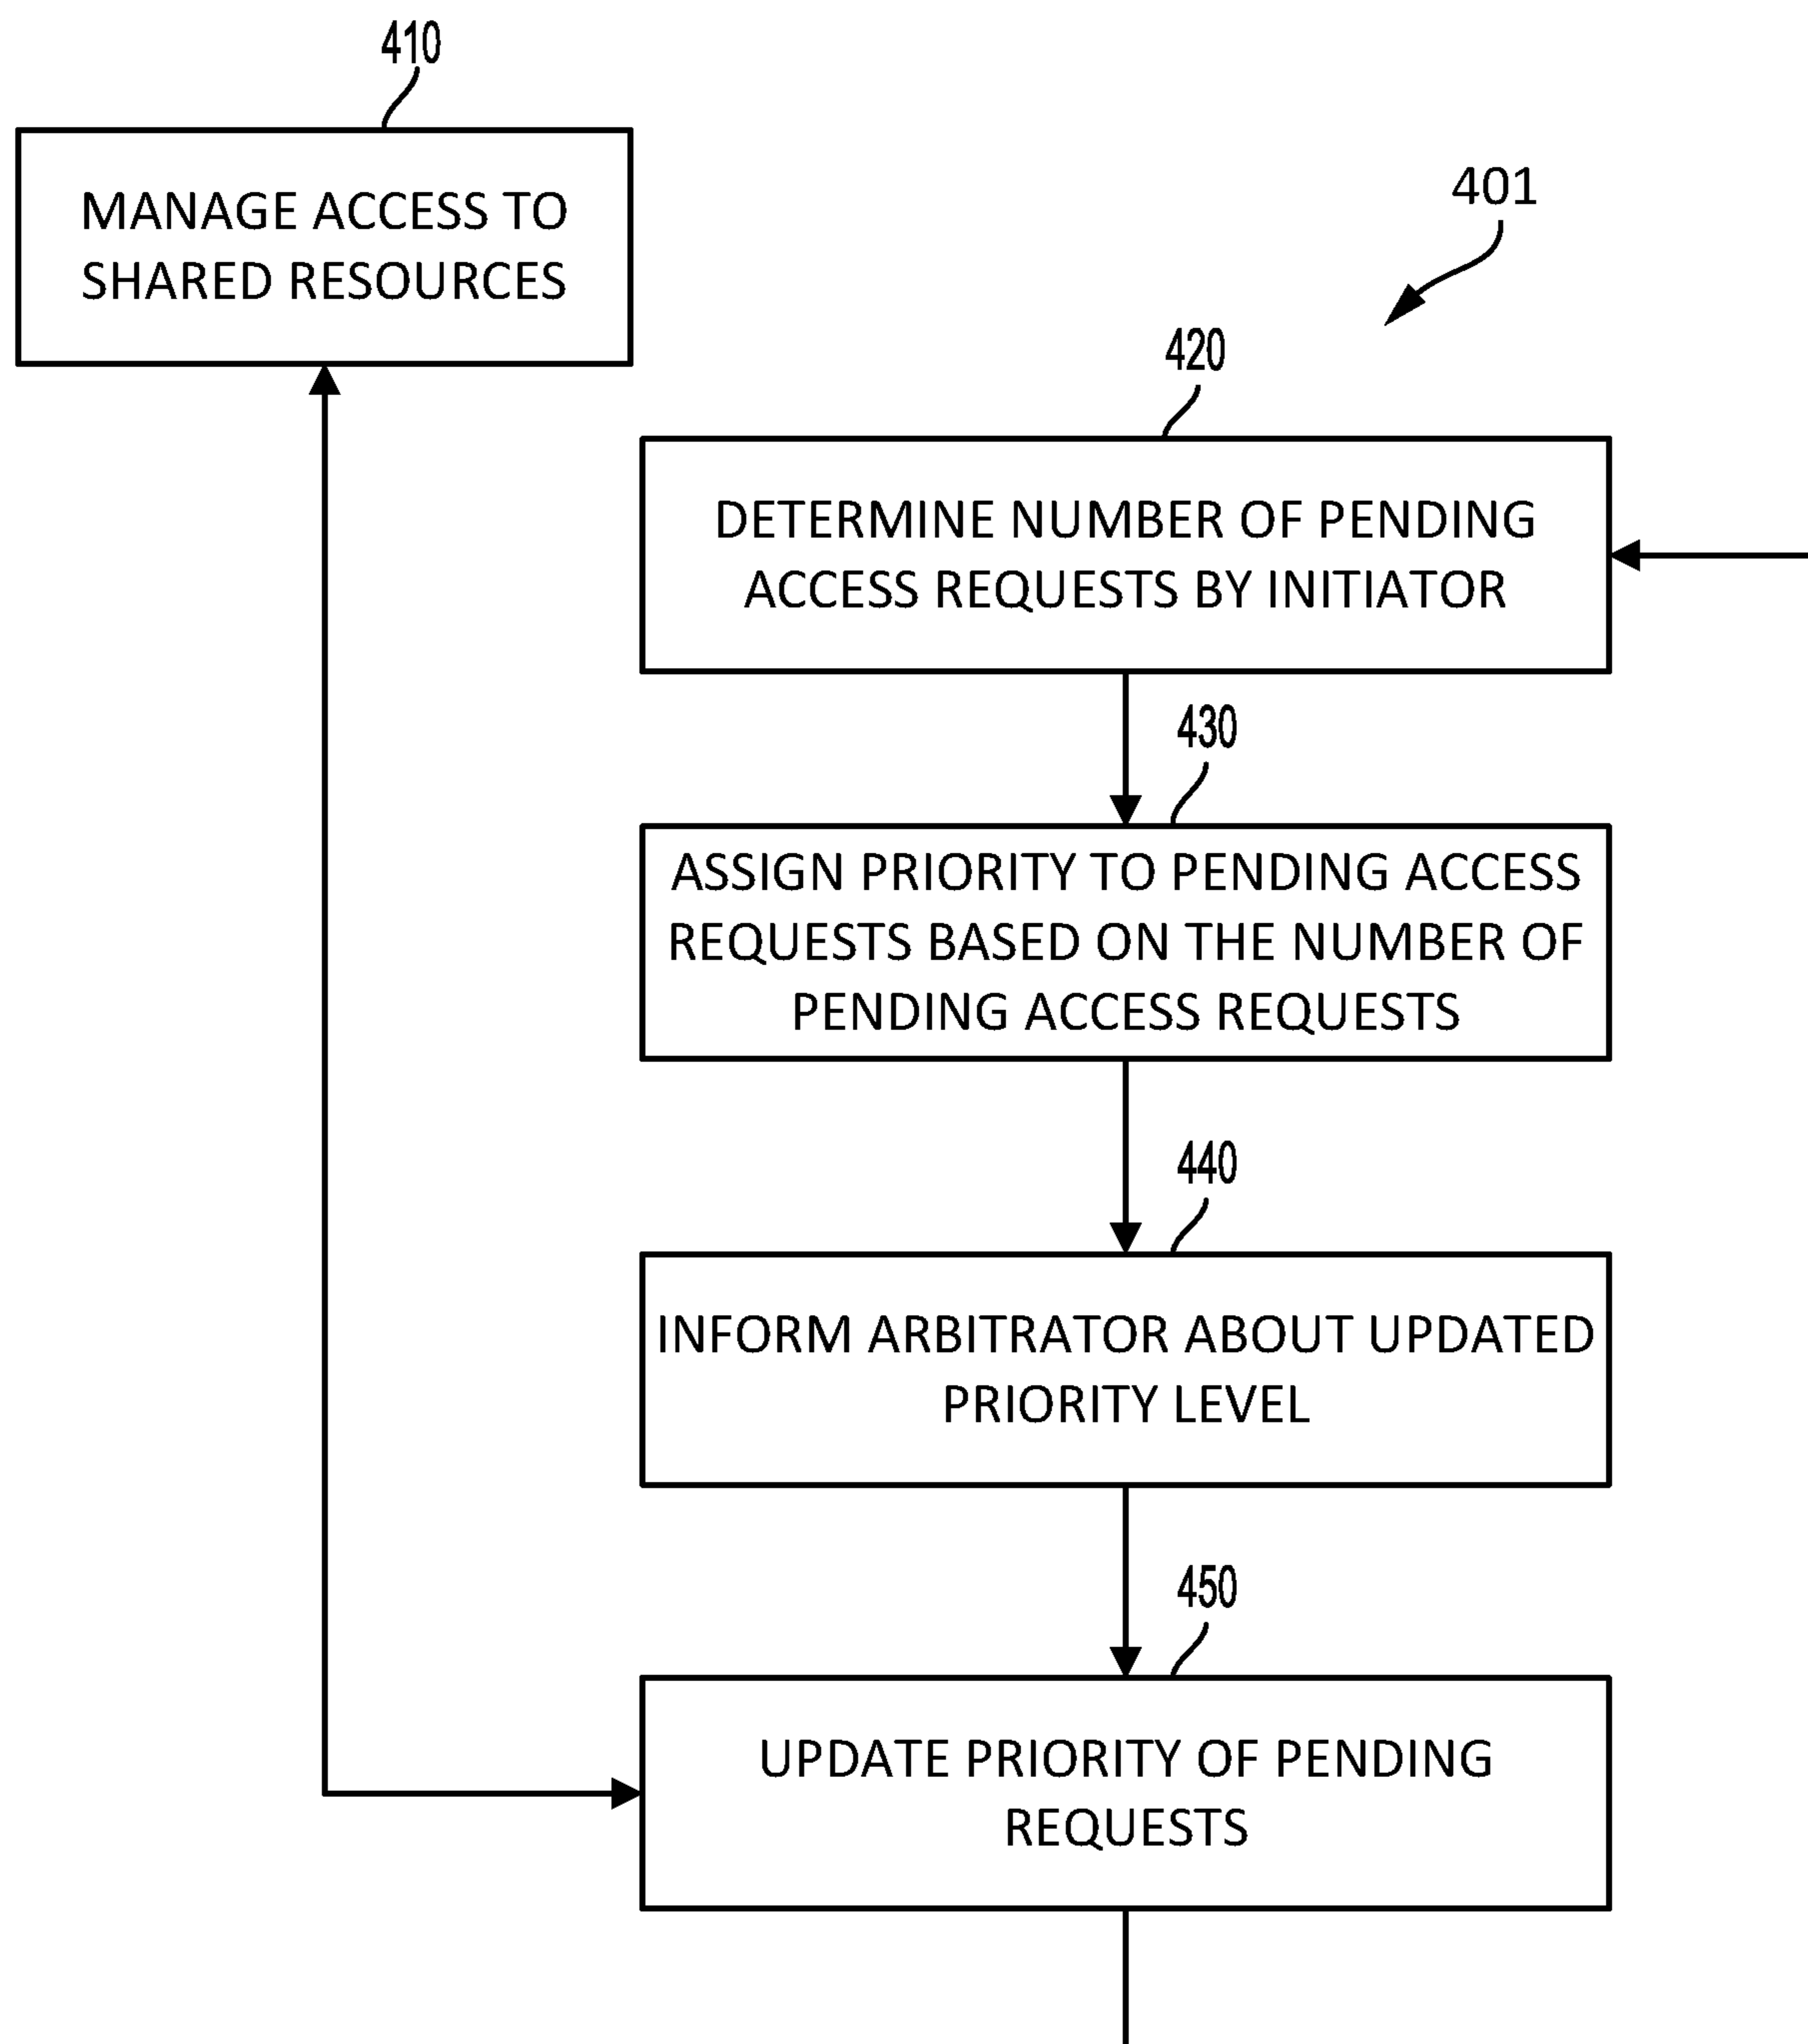 410
MANAGE ACCESS TO
SHARED RESOURCES
401
420
DETERMINE NUMBER OF PENDING
ACCESS REQUESTS BY INITIATOR
430
ASSIGN PRIORITY TO PENDING ACCESS
REQUESTS BASED ON THE NUMBER OF
PENDING ACCESS REQUESTS
440
INFORM ARBITRATOR ABOUT UPDATED
PRIORITY LEVEL
450
UPDATE PRIORITY OF PENDING
REQUESTS